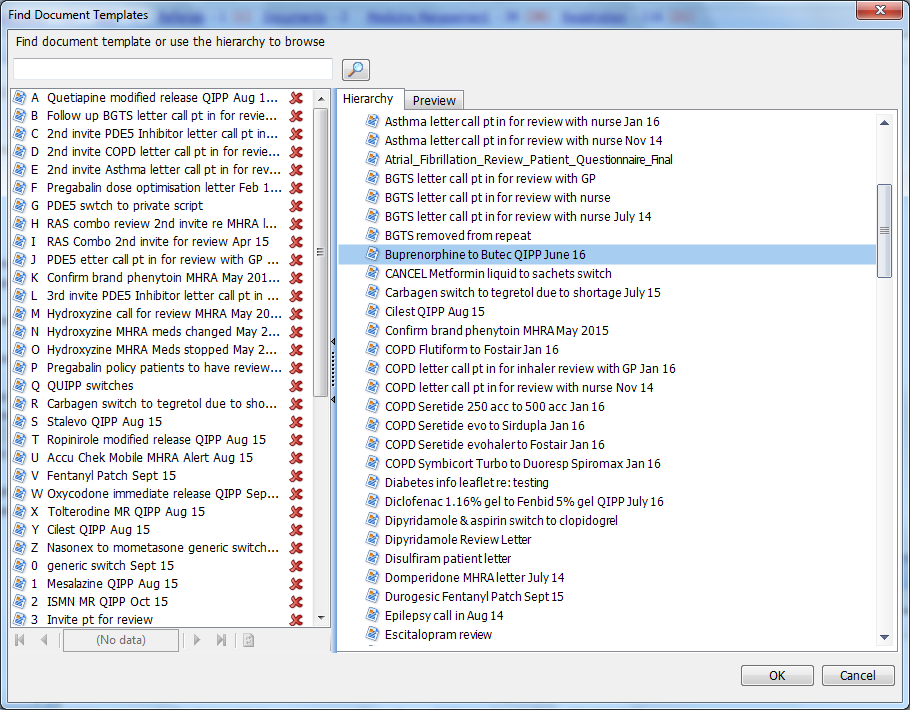 Find Document Templates
Find document template or use the hierarchy to browse
A Quetiapine modified release QIPP Aug 1...
B Follow up BGTS letter call pt in for revie...
C 2nd invite PDE5 Inhibitor letter call pt in...
D 2nd invite COPD letter call pt in for revie...
E 2nd invite Asthma letter call pt in for rev...
F Pregabalin dose optimisation letter Feb 1...
G PDE5 swtch to private script
H RAS combo review 2nd invite re MHRA l...
I RAS Combo 2nd invite for review Apr 15
J PDE5 etter call pt in for review with GP ...
K Confirm brand phenytoin MHRA May 201...
L 3rd invite PDE5 Inhibitor letter call pt in ...
M Hydroxyzine call for review MHRA May 20...
N Hydroxyzine MHRA meds changed May 2...
O Hydroxyzine MHRA Meds stopped May 2...
P Pregabalin policy patients to have review...
Q QUIPP switches
R Carbagen switch to tegretol due to sho...
S Stalevo QIPP Aug 15
T Ropinirole modified release QIPP Aug 15
U Accu Chek Mobile MHRA Alert Aug 15
V Fentanyl Patch Sept 15
W Oxycodone immediate release QIPP Sep...
X Tolterodine MR QIPP Aug 15
Y Cilest QIPP Aug 15
Z Nasonex to mometasone generic switch...
0 generic switch Sept 15
1 Mesalazine QIPP Aug 15
2 ISMN MR QIPP Oct 15
3 Invite pt for review
(No data)
Hierarchy Preview
Asthma letter call pt in for review with nurse Jan 16
Asthma letter call pt in for review with nurse Nov 14
Atrial_Fibrillation_Review_Patient_Questionnaire_Final
BGTS letter call pt in for review with GP
BGTS letter call pt in for review with nurse
BGTS letter call pt in for review with nurse July 14
BGTS removed from repeat
Buprenorphine to Butec QIPP June 16
CANCEL Metformin liquid to sachets switch
Carbagen switch to tegretol due to shortage July 15
Cilest QIPP Aug 15
Confirm brand phenytoin MHRA May 2015
COPD Flutiform to Fostair Jan 16
COPD letter call pt in for inhaler review with GP Jan 16
COPD letter call pt in for review with nurse Nov 14
COPD Seretide 250 acc to 500 acc Jan 16
COPD Seretide evo to Sirdupla Jan 16
COPD Seretide evohaler to Fostair Jan 16
COPD Symbicort Turbo to Duoresp Spiromax Jan 16
Diabetes info leaflet re: testing
Diclofenac 1.16% gel to Fenbid 5% gel QIPP July 16
Dipyridamole & aspirin switch to clopidogrel
Dipyridamole Review Letter
Disulfiram patient letter
Domperidone MHRA letter July 14
Durogesic Fentanyl Patch Sept 15
Epilepsy call in Aug 14
Escitalopram review
OK Cancel